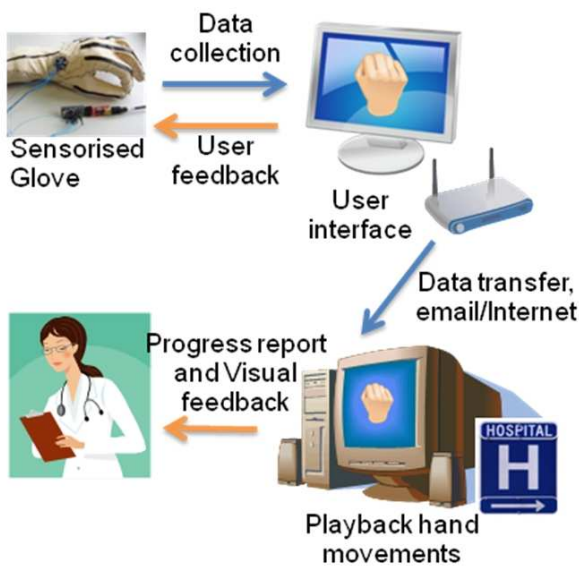 Data
collection
User
feedback
Sensorised
Glove
User
interface
Data transfer,
email/Internet
Progress report
and Visual
feedback
HOSPITAL
H
Playback hand
movements